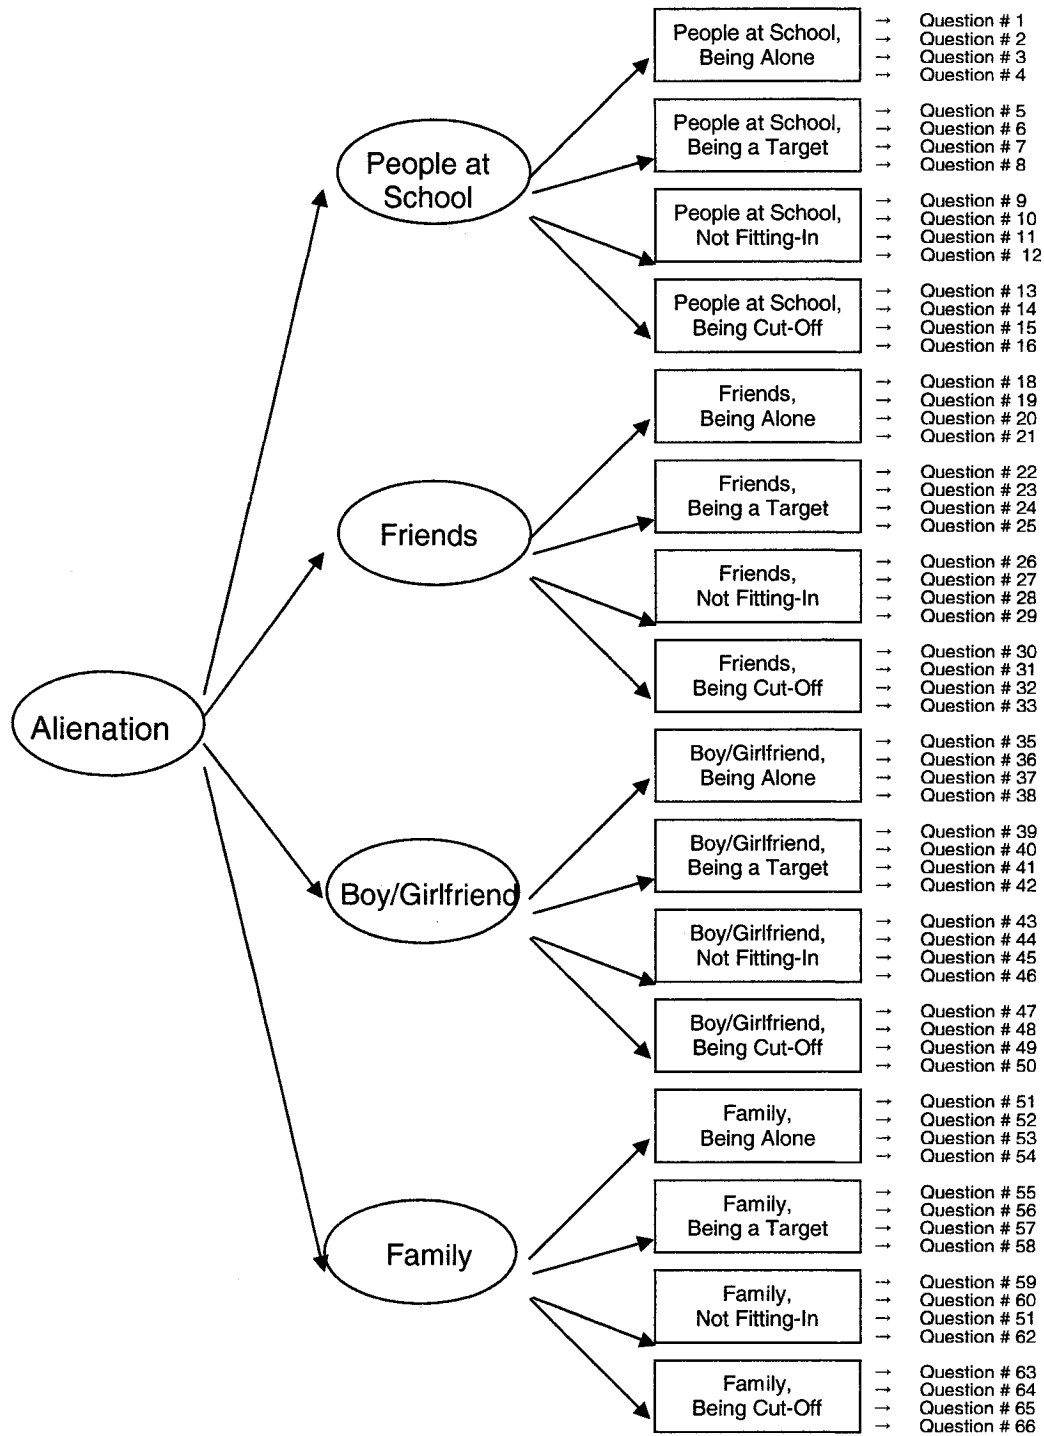 Alienation
People at
School
Friends
Boy/Girlfriend
Family
People at School,
Being Alone
→ Question # 1
→ Question # 2
→ Question # 3
→ Question # 4
People at School,
Being a Target
→ Question # 5
→ Question # 6
→ Question # 7
→ Question # 8
People at School,
Not Fitting-In
→ Question # 9
→ Question # 10
→ Question # 11
→ Question # 12
People at School,
Being Cut-Off
→ Question # 13
→ Question # 14
→ Question # 15
→ Question # 16
Friends,
Being Alone
→ Question # 18
→ Question # 19
→ Question # 20
→ Question # 21
Friends,
Being a Target
→ Question # 22
→ Question # 23
→ Question # 24
→ Question # 25
Friends,
Not Fitting-In
→ Question # 26
→ Question # 27
→ Question # 28
→ Question # 29
Friends,
Being Cut-Off
→ Question # 30
→ Question # 31
→ Question # 32
→ Question # 33
Boy/Girlfriend,
Being Alone
→ Question # 35
→ Question # 36
→ Question # 37
→ Question # 38
Boy/Girlfriend,
Being a Target
→ Question # 39
→ Question # 40
→ Question # 41
→ Question # 42
Boy/Girlfriend,
Not Fitting-In
→ Question # 43
→ Question # 44
→ Question # 45
→ Question # 46
Boy/Girlfriend,
Being Cut-Off
→ Question # 47
→ Question # 48
→ Question # 49
→ Question # 50
Family,
Being Alone
→ Question # 51
→ Question # 52
→ Question # 53
→ Question # 54
Family,
Being a Target
→ Question # 55
→ Question # 56
→ Question # 57
→ Question # 58
Family,
Not Fitting-In
→ Question # 59
→ Question # 60
→ Question # 51
→ Question # 62
Family,
Being Cut-Off
→ Question # 63
→ Question # 64
→ Question # 65
→ Question # 66